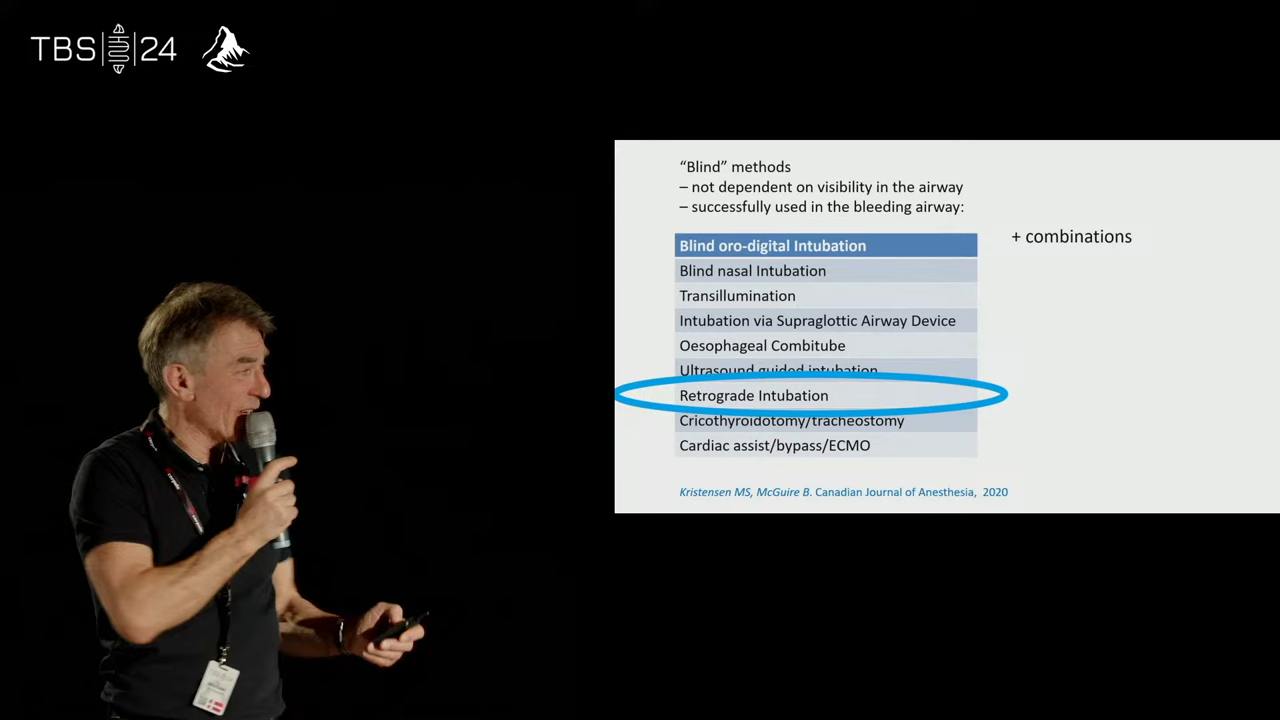 TBS 24
“Blind” methods
– not dependent on visibility in the airway
– successfully used in the bleeding airway:
+ combinations
Blind oro-digital Intubation
Blind nasal Intubation
Transillumination
Intubation via Supraglottic Airway Device
Oesophageal Combitube
Ultrasound guided intubation
Retrograde Intubation
Cricothyroidotomy/tracheostomy
Cardiac assist/bypass/ECMO
Kristensen MS, McGuire B. Canadian Journal of Anesthesia, 2020